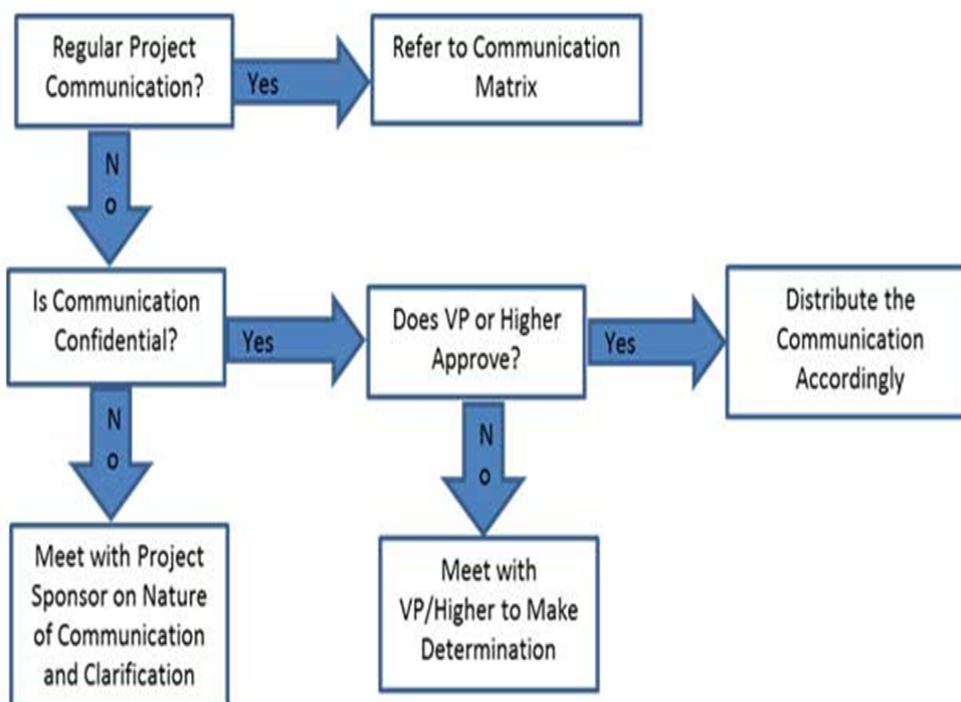 Regular Project
Communication?
Yes
Refer to Communication
Matrix
N
o
Is Communication
Confidential?
Yes
Does VP or Higher
Approve?
Yes
Distribute the
Communication
Accordingly
N
o
N
o
Meet with Project
Sponsor on Nature
of Communication
and Clarification
Meet with
VP/Higher to Make
Determination